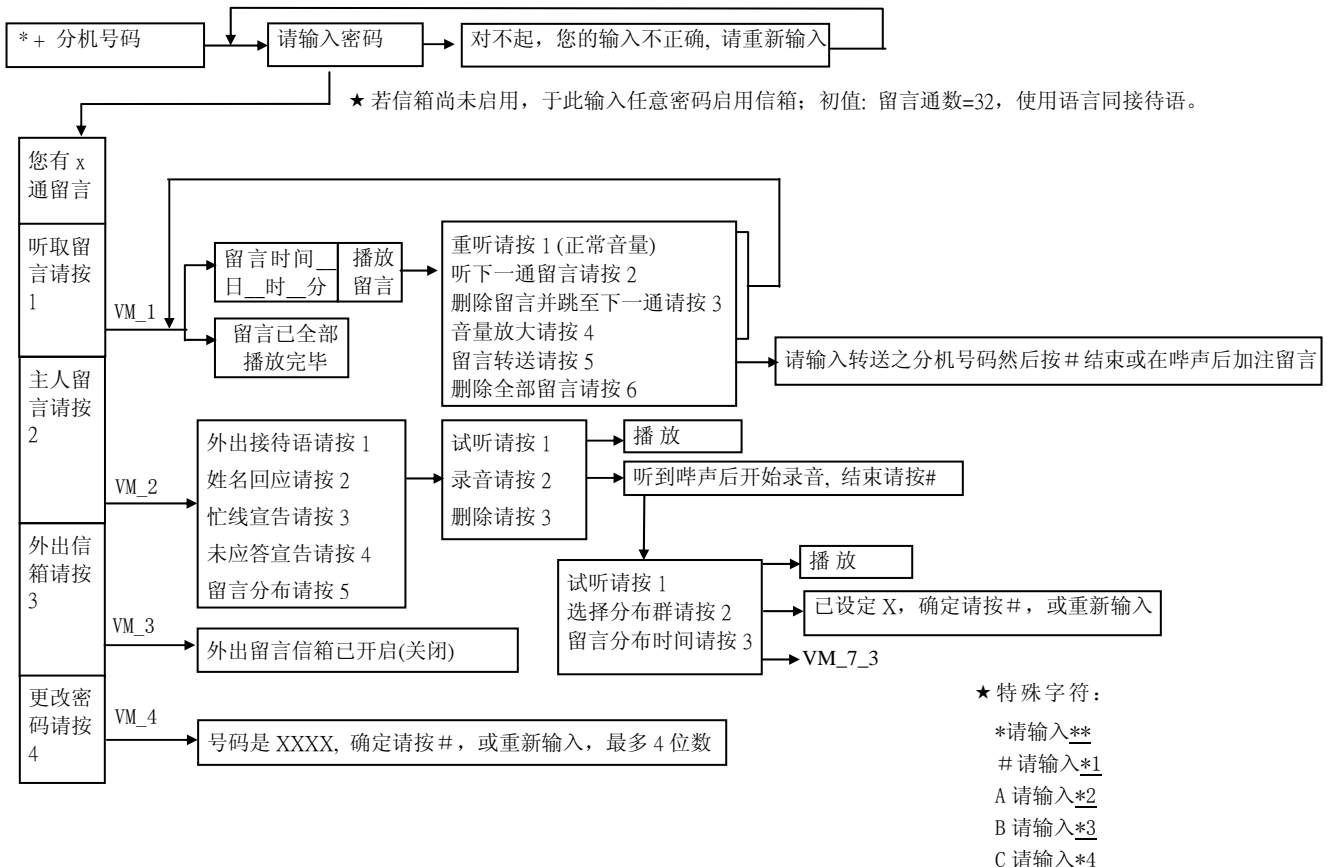 *+ 分机号码
请输入密码
对不起，您的输入不正确, 请重新输入
★ 若信箱尚未启用，于此输入任意密码启用信箱；初值: 留言通数=32，使用语言同接待语。
您有 x
通留言
听取留
言请按
1
VM_1
留言时间__
日__时__分
播放
留言
留言已全部
播放完毕
重听请按 1 (正常音量)
听下一通留言请按 2
删除留言并跳至下一通请按 3
音量放大请按 4
留言转送请按 5
删除全部留言请按 6
请输入转送之分机号码然后按＃结束或在哔声后加注留言
主人留
言请按
2
VM_2
外出接待语请按 1
姓名回应请按 2
忙线宣告请按 3
未应答宣告请按 4
留言分布请按 5
试听请按 1
录音请按 2
删除请按 3
播 放
听到哔声后开始录音, 结束请按#
试听请按 1
选择分布群请按 2
留言分布时间请按 3
播 放
已设定 X，确定请按＃，或重新输入
VM_7_3
外出信
箱请按
3
VM_3
外出留言信箱已开启(关闭)
更改密
码请按
4
VM_4
号码是 XXXX, 确定请按＃，或重新输入，最多 4 位数
★ 特殊字符：
*请输入**
＃请输入*1
A 请输入*2
B 请输入*3
C 请输入*4